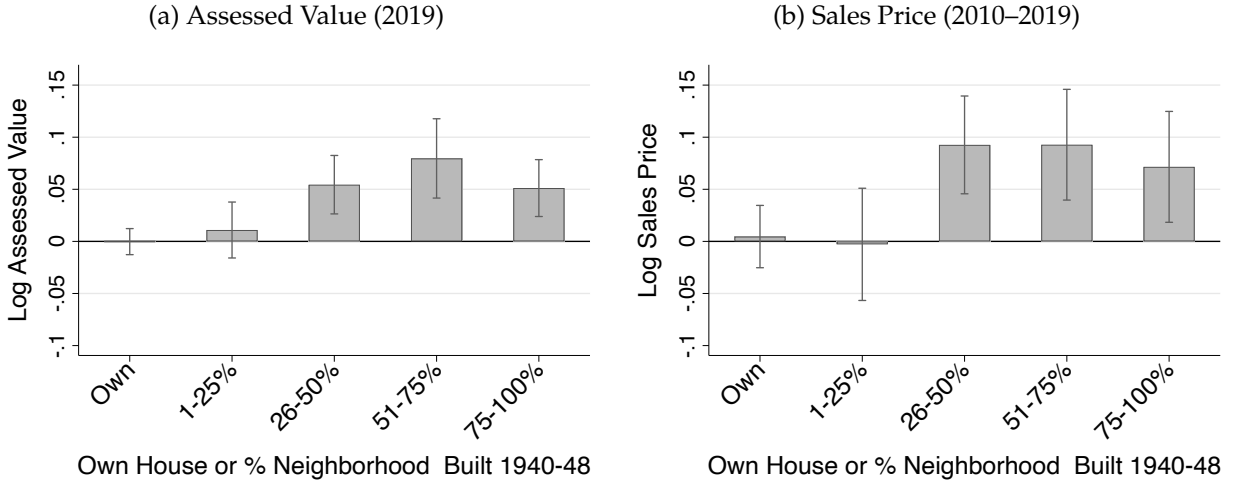 (a) Assessed Value (2019)
Log Assessed Value
.15
.1
.05
0
-.05
-.1
Own
1-25%
26-50%
51-75%
75-100%
Own House or % Neighborhood Built 1940-48
(b) Sales Price (2010–2019)
Log Sales Price
.15
.1
.05
0
-.05
-.1
Own
1-25%
26-50%
51-75%
75-100%
Own House or % Neighborhood Built 1940-48